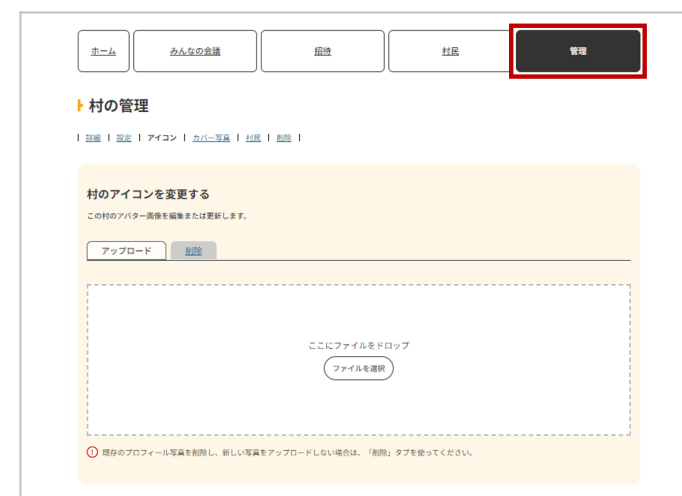 ホーム みんなの会議 招待 村民 管理
村の管理
| 詳細 | 設定 | アイコン | カバー写真 | 村民 | 削除 |
村のアイコンを変更する
この村のアバター画像を編集または更新します。
アップロード 削除
ここにファイルをドロップ
ファイルを選択
既存のプロフィール写真を削除し、新しい写真をアップロードしない場合は、「削除」タブを使ってください。